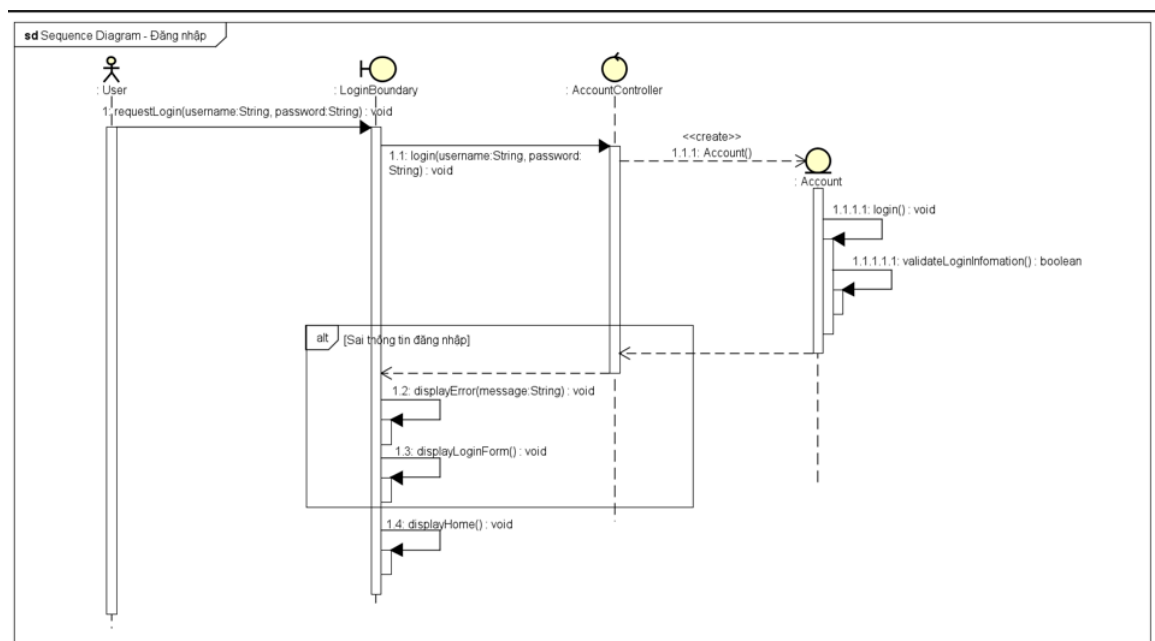 sd Sequence Diagram - Đăng nhập
: User
: LoginBoundary
: AccountController
1: requestLogin(username:String, password:String) : void
<<create>>
1.1: login(username:String, password:
String) : void
1.1.1: Account()
: Account
1.1.1.1: login() : void
1.1.1.1.1: validateLoginInfomation() : boolean
alt
[Sai thông tin đăng nhập]
1.2: displayError(message:String) : void
1.3: displayLoginForm() : void
1.4: displayHome() : void